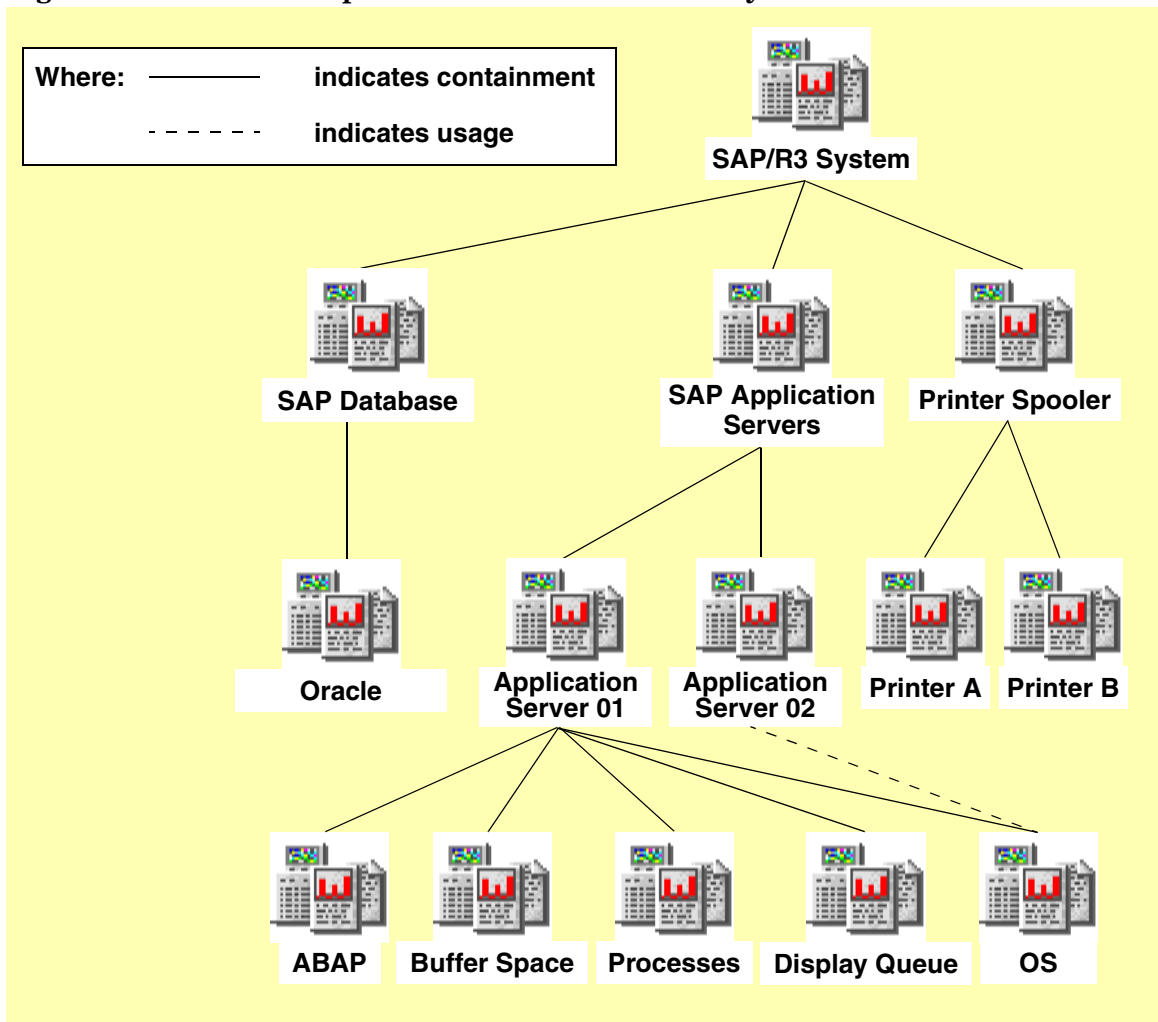 Where:
indicates containment
indicates usage
SAP/R3 System
SAP Database
SAP Application
Servers
Printer Spooler
Oracle
Application
Server 01
Application
Server 02
Printer A
Printer B
ABAP
Buffer Space
Processes
Display Queue
OS